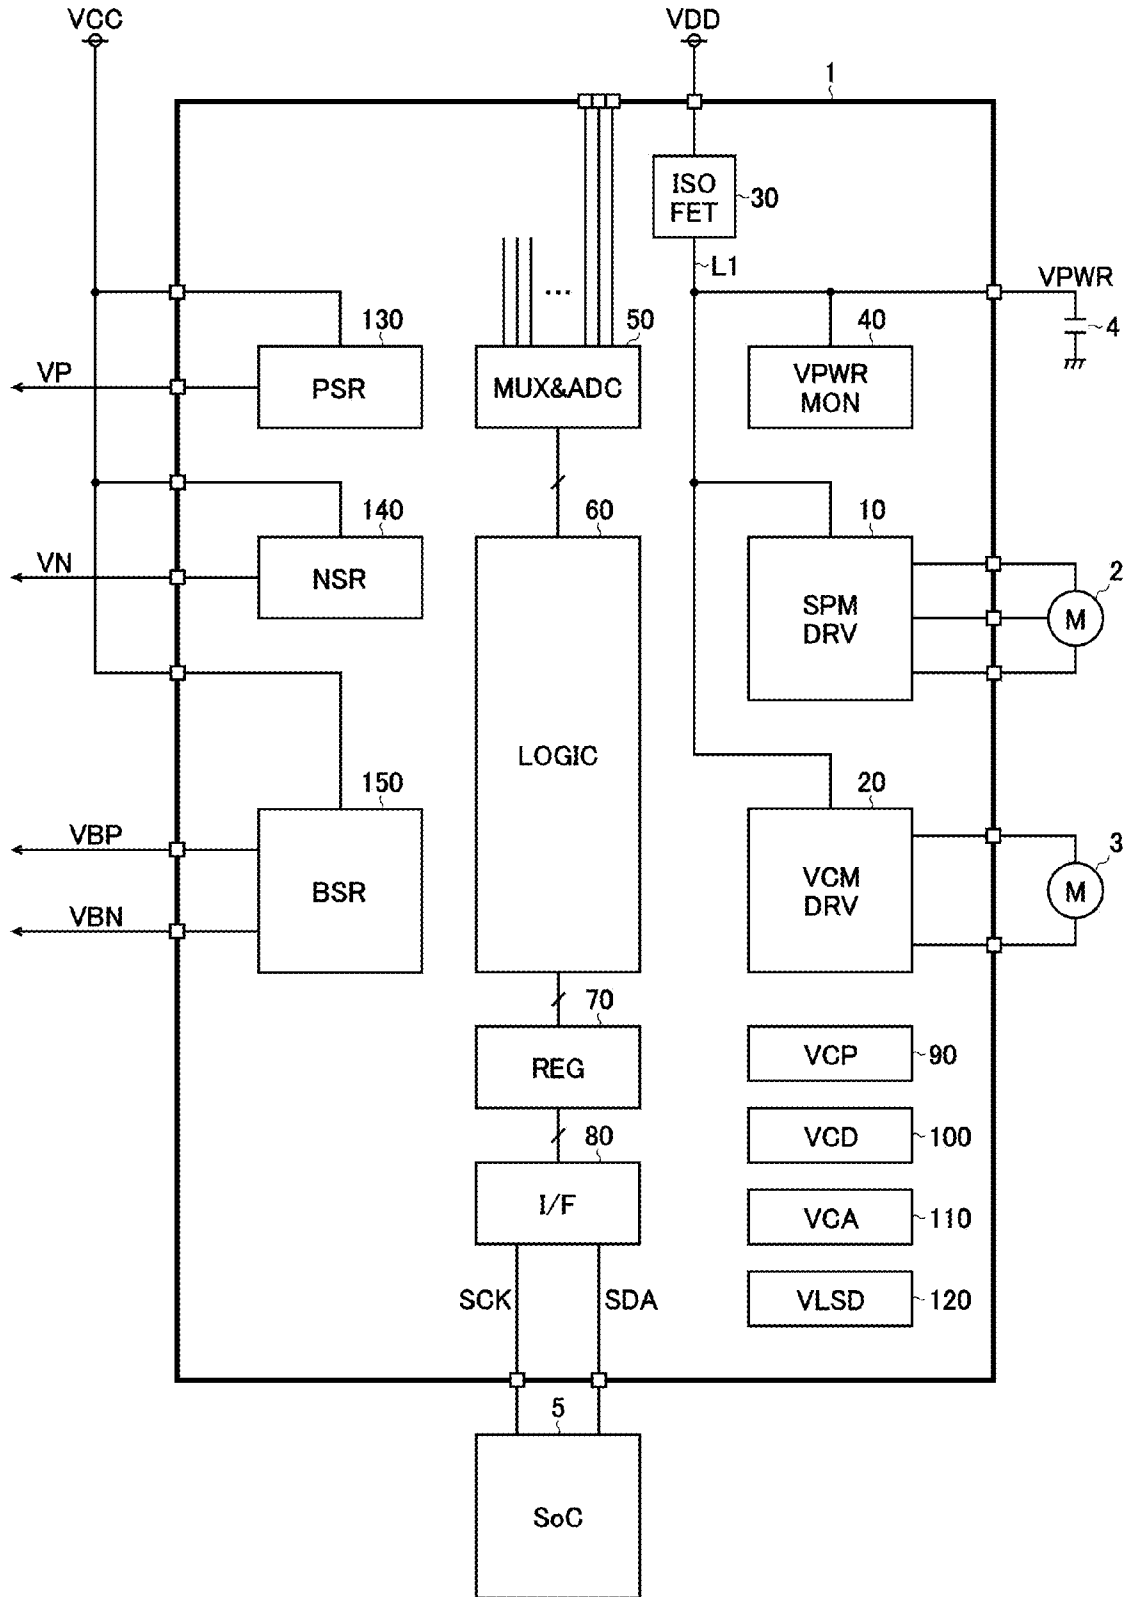 VCC
VDD
1
ISO
FET
30
L1
VPWR
4
130
...
50
40
VP
PSR
MUX&ADC
VPWR
MON
140
60
10
VN
NSR
SPM
DRV
2
M
LOGIC
150
20
VBP
BSR
VBN
VCM
DRV
3
M
70
REG
VCP
90
80
VCD
100
I/F
VCA
110
SCK
SDA
VLSD
120
5
SoC